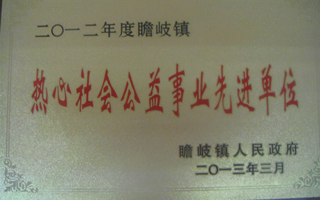 二〇一二年度瞻岐镇
热心社会公益事业先进单位
瞻岐镇人民政府
二〇一三年三月